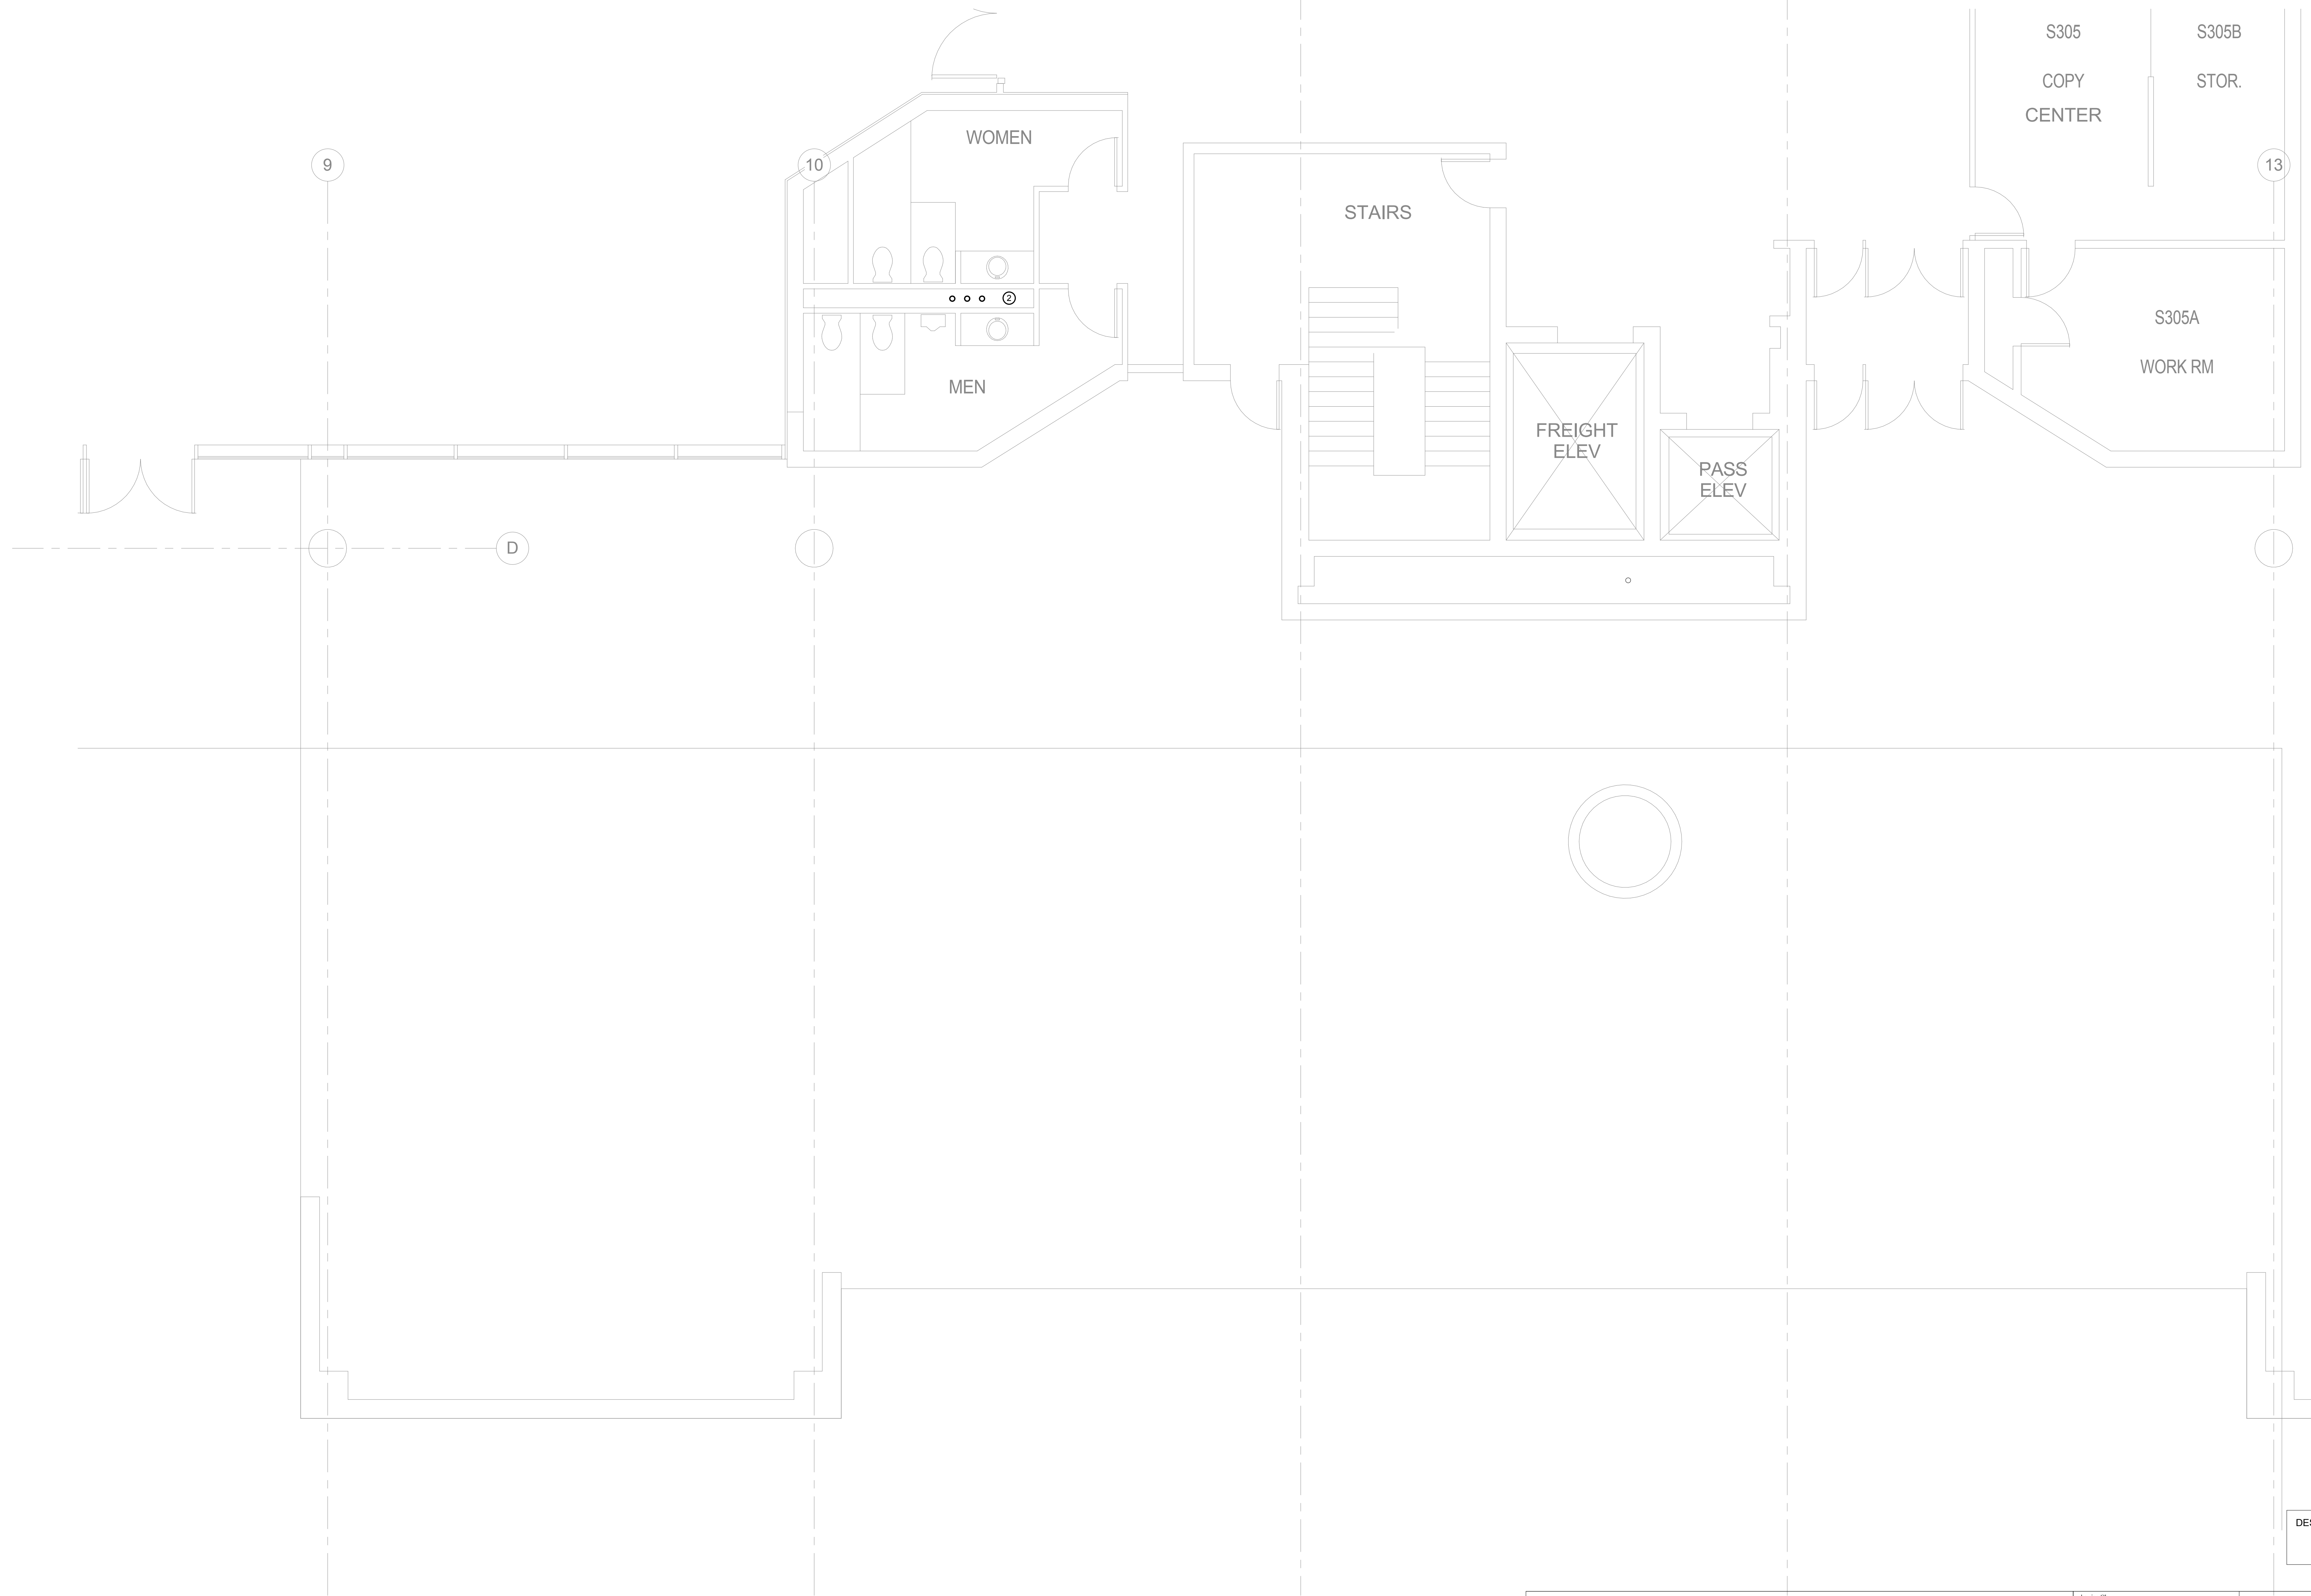 S305
S305B
COPY
STOR.
CENTER
WOMEN
9
10
13
STAIRS
2
S305A
WORK RM
MEN
FREIGHT
ELEV
PASS
ELEV
D